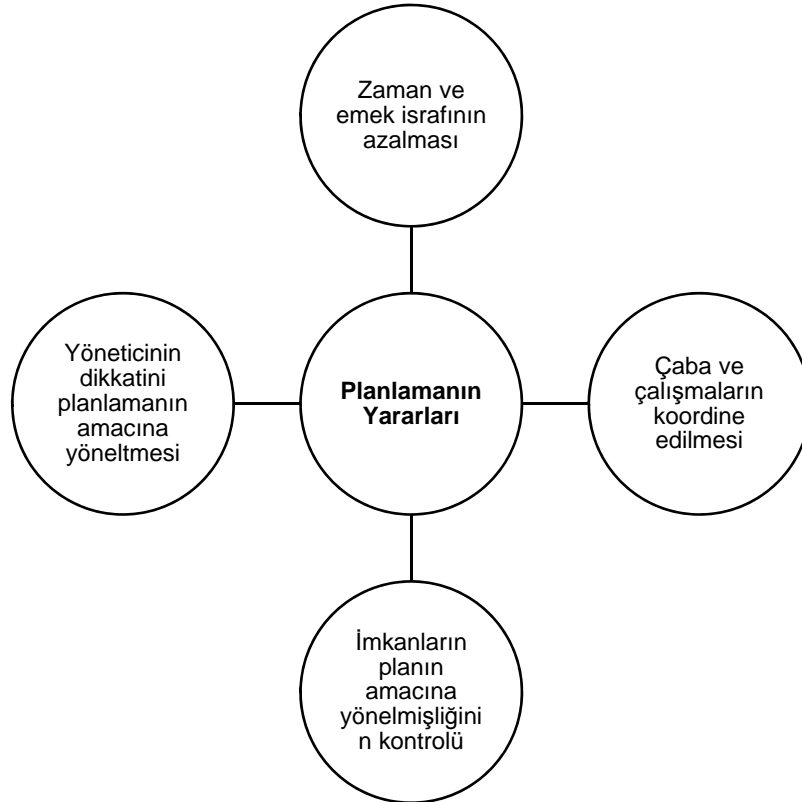 Zaman ve
emek israfının
azalması
Yöneticinin
dikkatini
planlamanın
amacına
yöneltmesi
Planlamanın
Yararları
Çaba ve
çalışmaların
koordine
edilmesi
İmkanların
planın
amacına
yönelmişliğini
n kontrolü